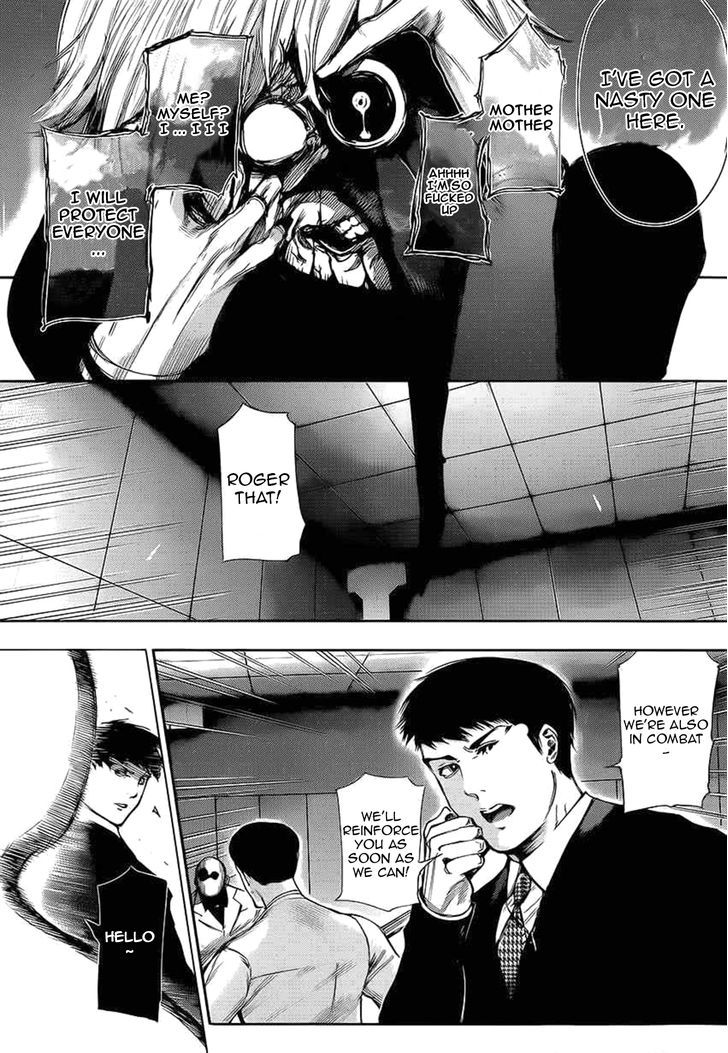 I'VE GOT A
NASTY ONE
HERE.
MOTHER
MOTHER
AHHHH
I'M SO
FUCKED
UP
ME?
MYSELF?
I ... I I I
I WILL
PROTECT
EVERYONE
...
ROGER
THAT!
HOWEVER
WE'RE ALSO
IN COMBAT
~
WE'LL
REINFORCE
YOU AS
SOON AS
WE CAN!
HELLO
~